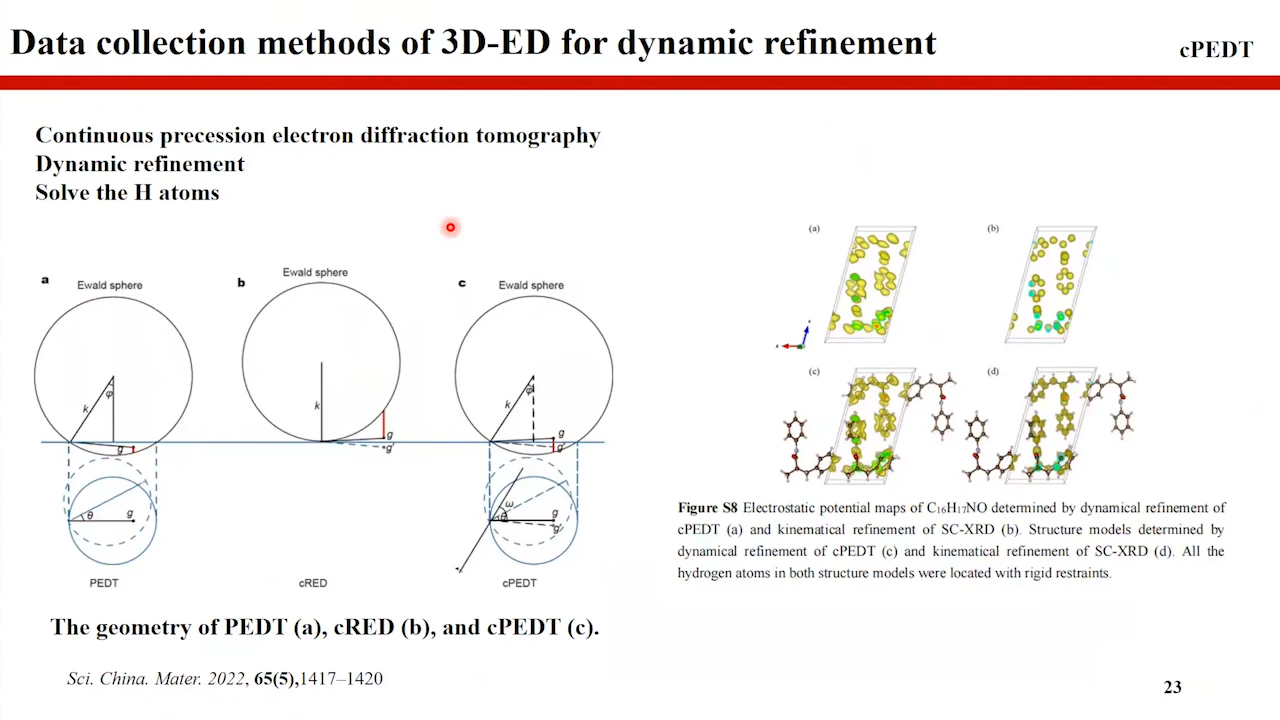 Data collection methods of 3D-ED for dynamic refinement
cPEDT
Continuous precession electron diffraction tomography
Dynamic refinement
Solve the H atoms
a
Ewald sphere
φ
k
g
θ
g
PEDT
b
Ewald sphere
k
g
g'
cRED
c
Ewald sphere
φ
k
g
g'
ω
θ
g
g'
cPEDT
The geometry of PEDT (a), cRED (b), and cPEDT (c).
Sci. China. Mater. 2022, 65(5),1417–1420
(a)
(b)
(c)
(d)
Figure S8 Electrostatic potential maps of C₁₆H₁₇NO determined by dynamical refinement of
cPEDT (a) and kinematical refinement of SC-XRD (b). Structure models determined by
dynamical refinement of cPEDT (c) and kinematical refinement of SC-XRD (d). All the
hydrogen atoms in both structure models were located with rigid restraints.
23